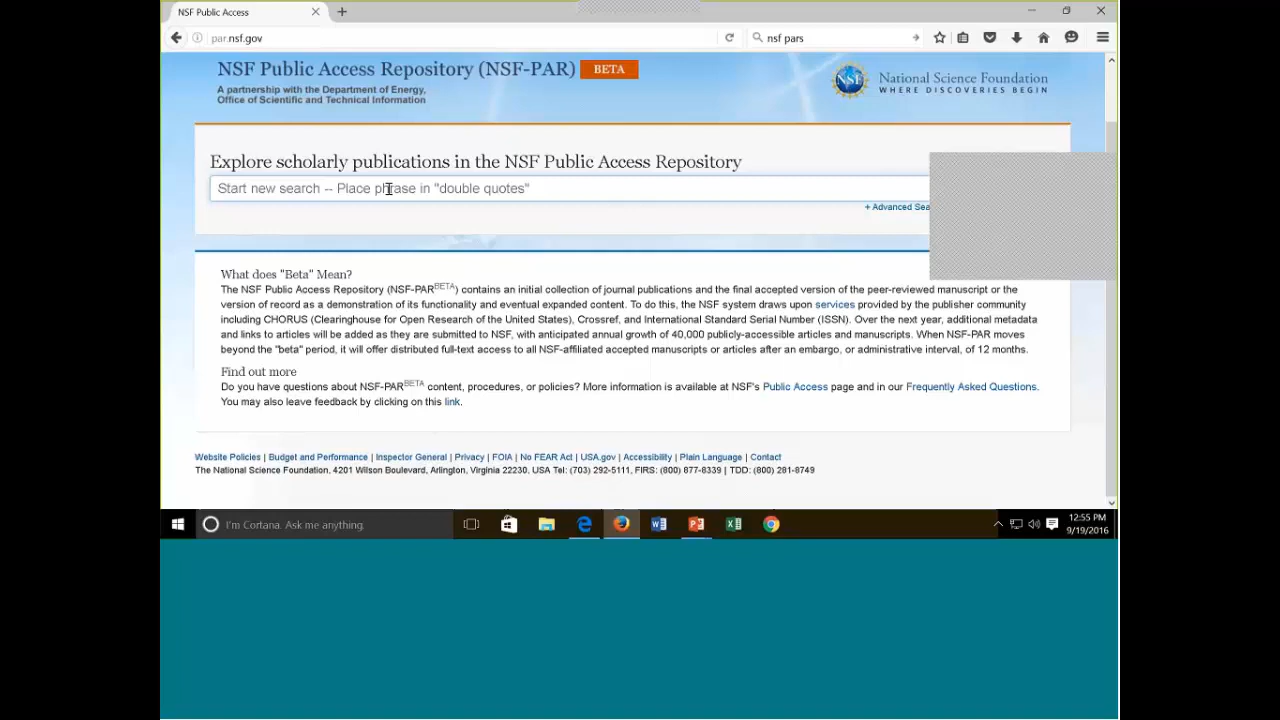 NSF Public Access
par.nsf.gov
nsf pars
NSF Public Access Repository (NSF-PAR) BETA
A partnership with the Department of Energy,
Office of Scientific and Technical Information
NSF
National Science Foundation
WHERE DISCOVERIES BEGIN
Explore scholarly publications in the NSF Public Access Repository
Start new search -- Place phrase in "double quotes"
+ Advanced Sea
What does "Beta" Mean?
The NSF Public Access Repository (NSF-PARBETA) contains an initial collection of journal publications and the final accepted version of the peer-reviewed manuscript or the
version of record as a demonstration of its functionality and eventual expanded content. To do this, the NSF system draws upon services provided by the publisher community
including CHORUS (Clearinghouse for Open Research of the United States), Crossref, and International Standard Serial Number (ISSN). Over the next year, additional metadata
and links to articles will be added as they are submitted to NSF, with anticipated annual growth of 40,000 publicly-accessible articles and manuscripts. When NSF-PAR moves
beyond the "beta" period, it will offer distributed full-text access to all NSF-affiliated accepted manuscripts or articles after an embargo, or administrative interval, of 12 months.
Find out more
Do you have questions about NSF-PARBETA content, procedures, or policies? More information is available at NSF's Public Access page and in our Frequently Asked Questions.
You may also leave feedback by clicking on this link.
Website Policies | Budget and Performance | Inspector General | Privacy | FOIA | No FEAR Act | USA.gov | Accessibility | Plain Language | Contact
The National Science Foundation, 4201 Wilson Boulevard, Arlington, Virginia 22230, USA Tel: (703) 292-5111, FIRS: (800) 877-8339 | TDD: (800) 281-8749
I'm Cortana. Ask me anything.
12:55 PM
9/19/2016